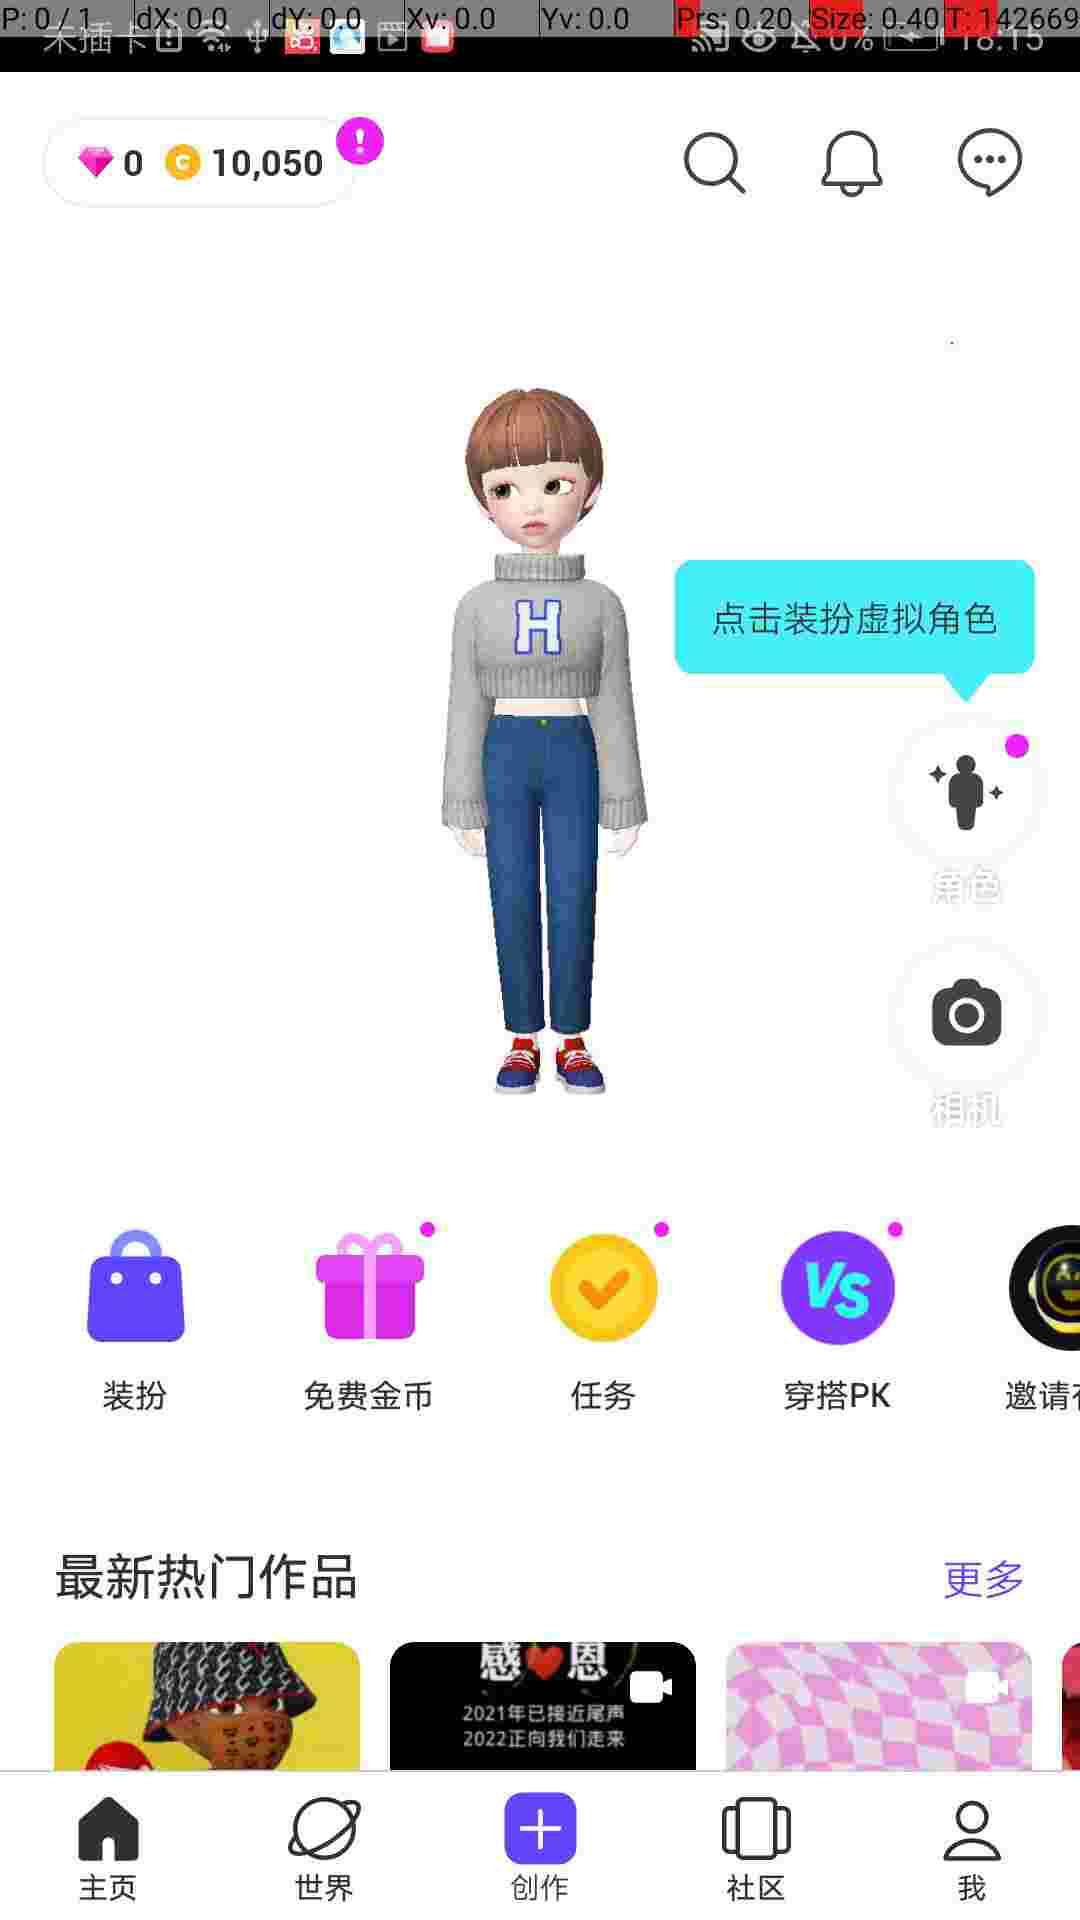 P: 0 / 1 dX: 0.0 dY: 0.0 Xv: 0.0 Yv: 0.0 Prs: 0.20 Size: 0.40 T: 142669
未插卡 0% 18:15
0 C 10,050 !
H
点击装扮虚拟角色
角色
相机
VS
装扮 免费金币 任务 穿搭PK 邀请
最新热门作品 更多
感 恩
2021年已接近尾声
2022正向我们走来
主页 世界 创作 社区 我